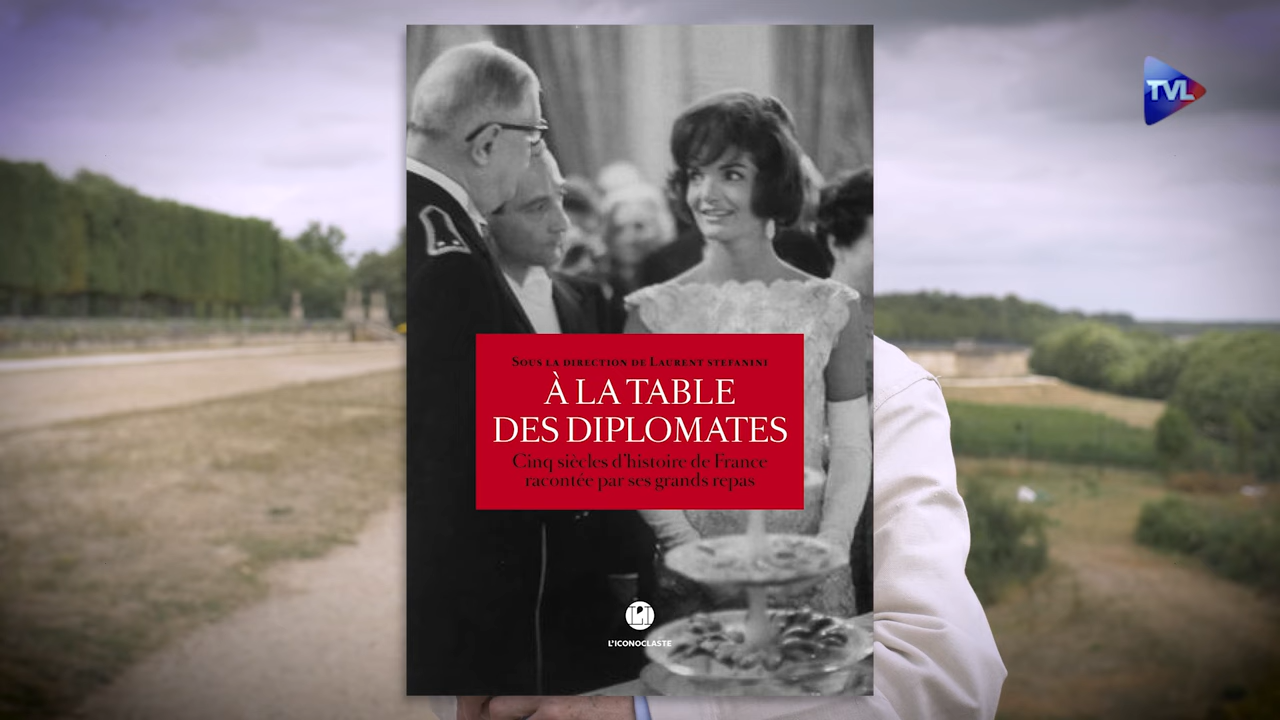 TVL
SOUS LA DIRECTION DE LAURENT STEFANINI
À LA TABLE
DES DIPLOMATES
Cinq siècles d'histoire de France
racontée par ses grands repas
LI
L'ICONOCLASTE